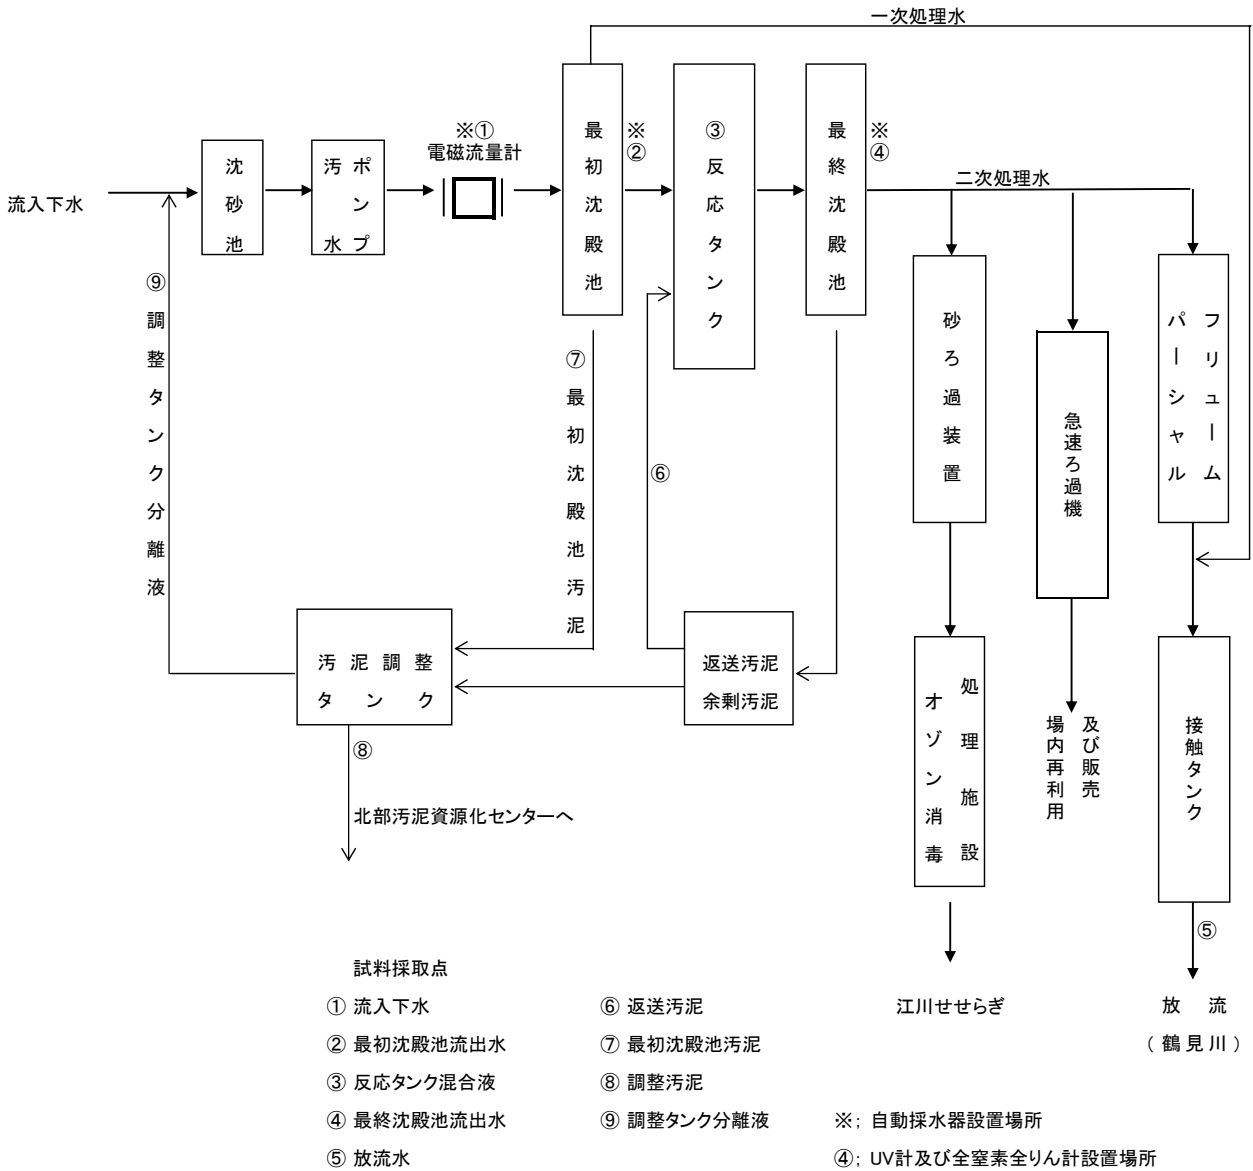 一次処理水
※①
電磁流量計
流入下水
沈砂池
汚水
ポンプ
最初沈殿池
※
②
③
反応タンク
最終沈殿池
※
④
二次処理水
⑨調整タンク分離液
⑦最初沈殿池汚泥
⑥
砂ろ過装置
急速ろ過機
パーシャル
フリューム
汚泥調整
タンク
返送汚泥
余剰汚泥
⑧
北部汚泥資源化センターへ
オゾン消毒
処理施設
場内再利用
及び販売
接触タンク
⑤
江川せせらぎ
放 流
(鶴見川)
試料採取点
① 流入下水
② 最初沈殿池流出水
③ 反応タンク混合液
④ 最終沈殿池流出水
⑤ 放流水
⑥ 返送汚泥
⑦ 最初沈殿池汚泥
⑧ 調整汚泥
⑨ 調整タンク分離液
※; 自動採水器設置場所
④; UV計及び全窒素全りん計設置場所